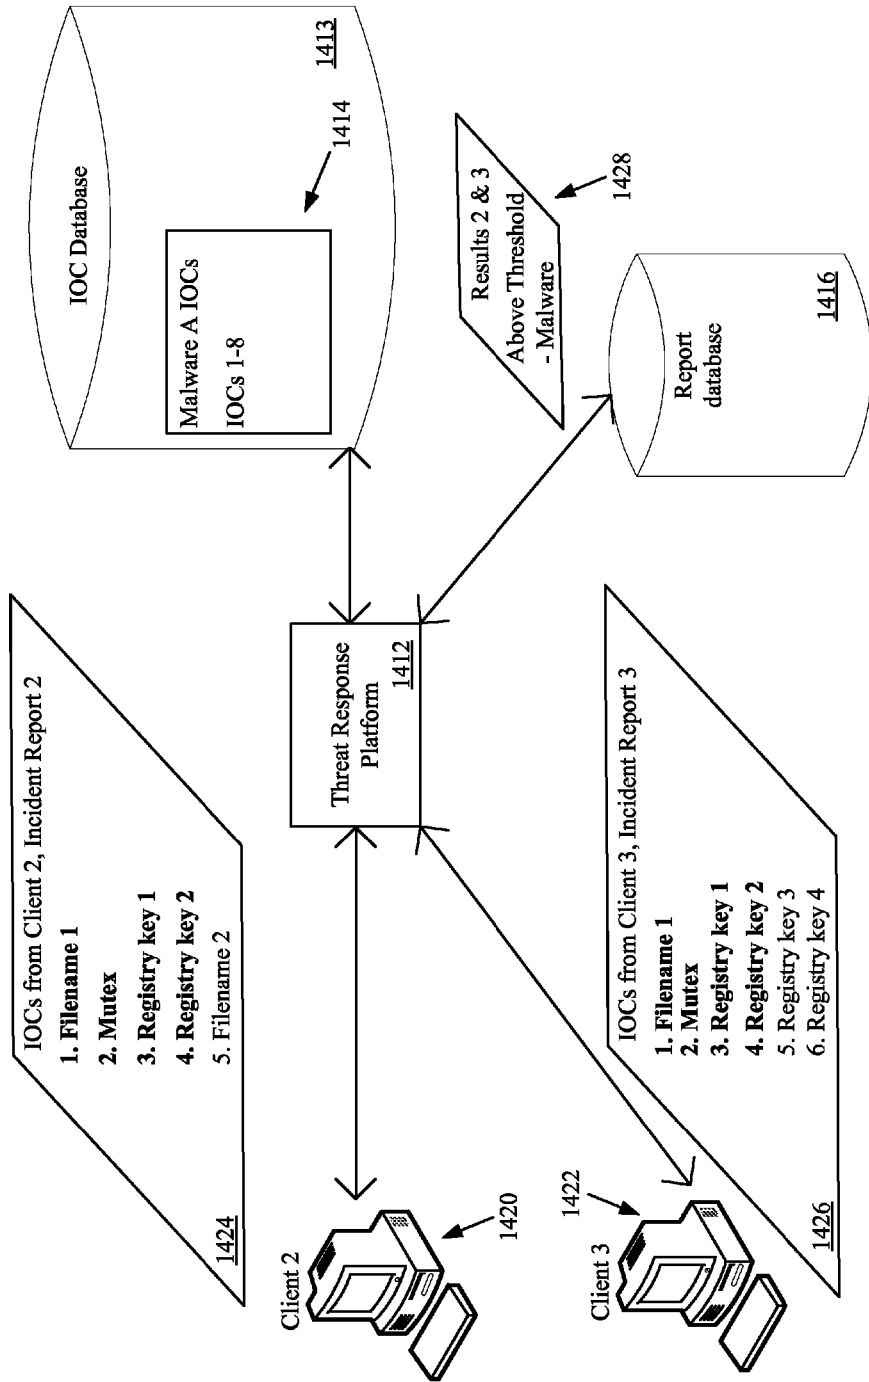 IOCs from Client 2, Incident Report 2
1. Filename 1
2. Mutex
3. Registry key 1
4. Registry key 2
5. Filename 2
1424
IOC Database
Malware A IOCs
IOCs 1-8
1413
1414
Client 2
1420
Threat Response
Platform
1412
Results 2 & 3
Above Threshold
- Malware
1428
Client 3
1422
IOCs from Client 3, Incident Report 3
1. Filename 1
2. Mutex
3. Registry key 1
4. Registry key 2
5. Registry key 3
6. Registry key 4
1426
Report
database
1416